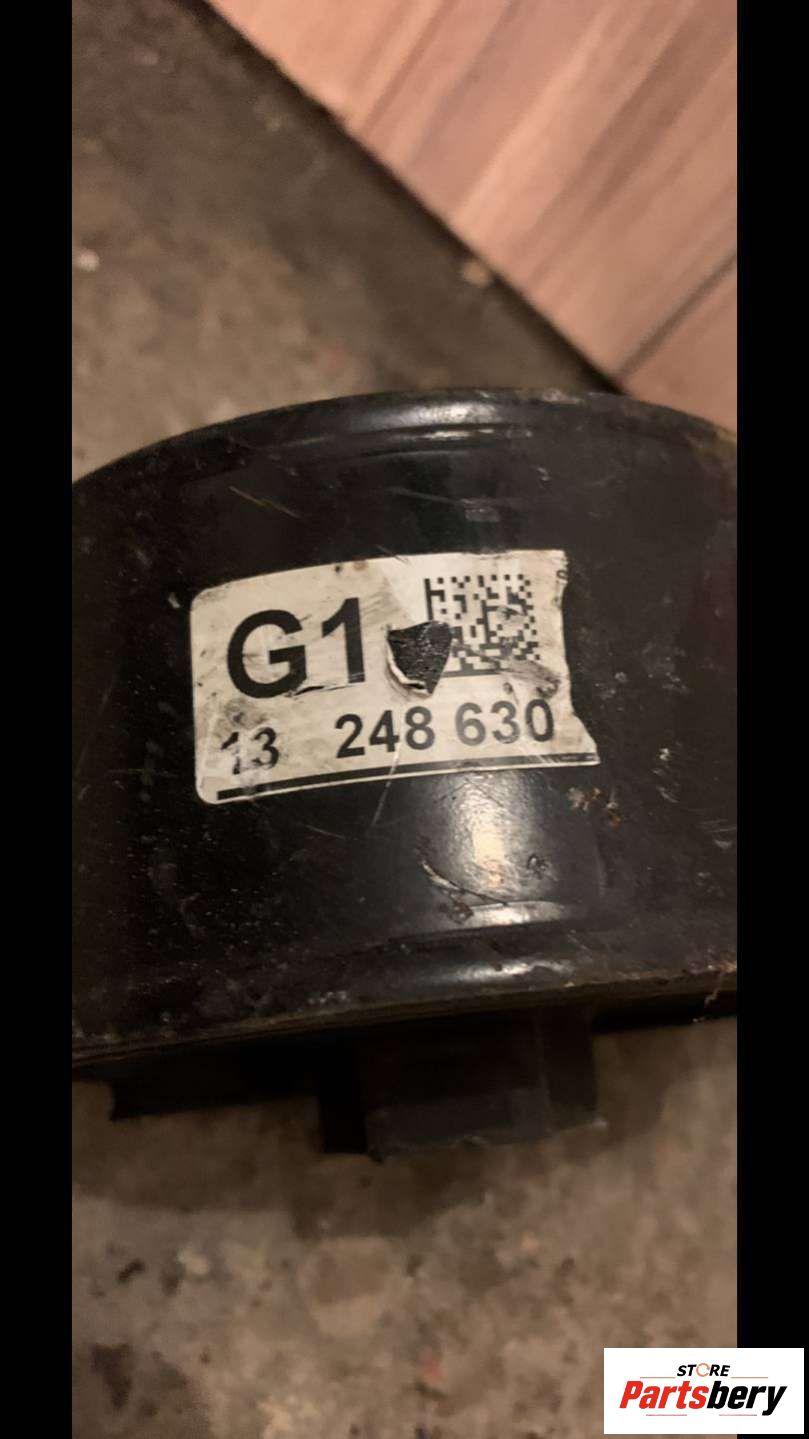 G1
13 248 630
STORE
Partsbery